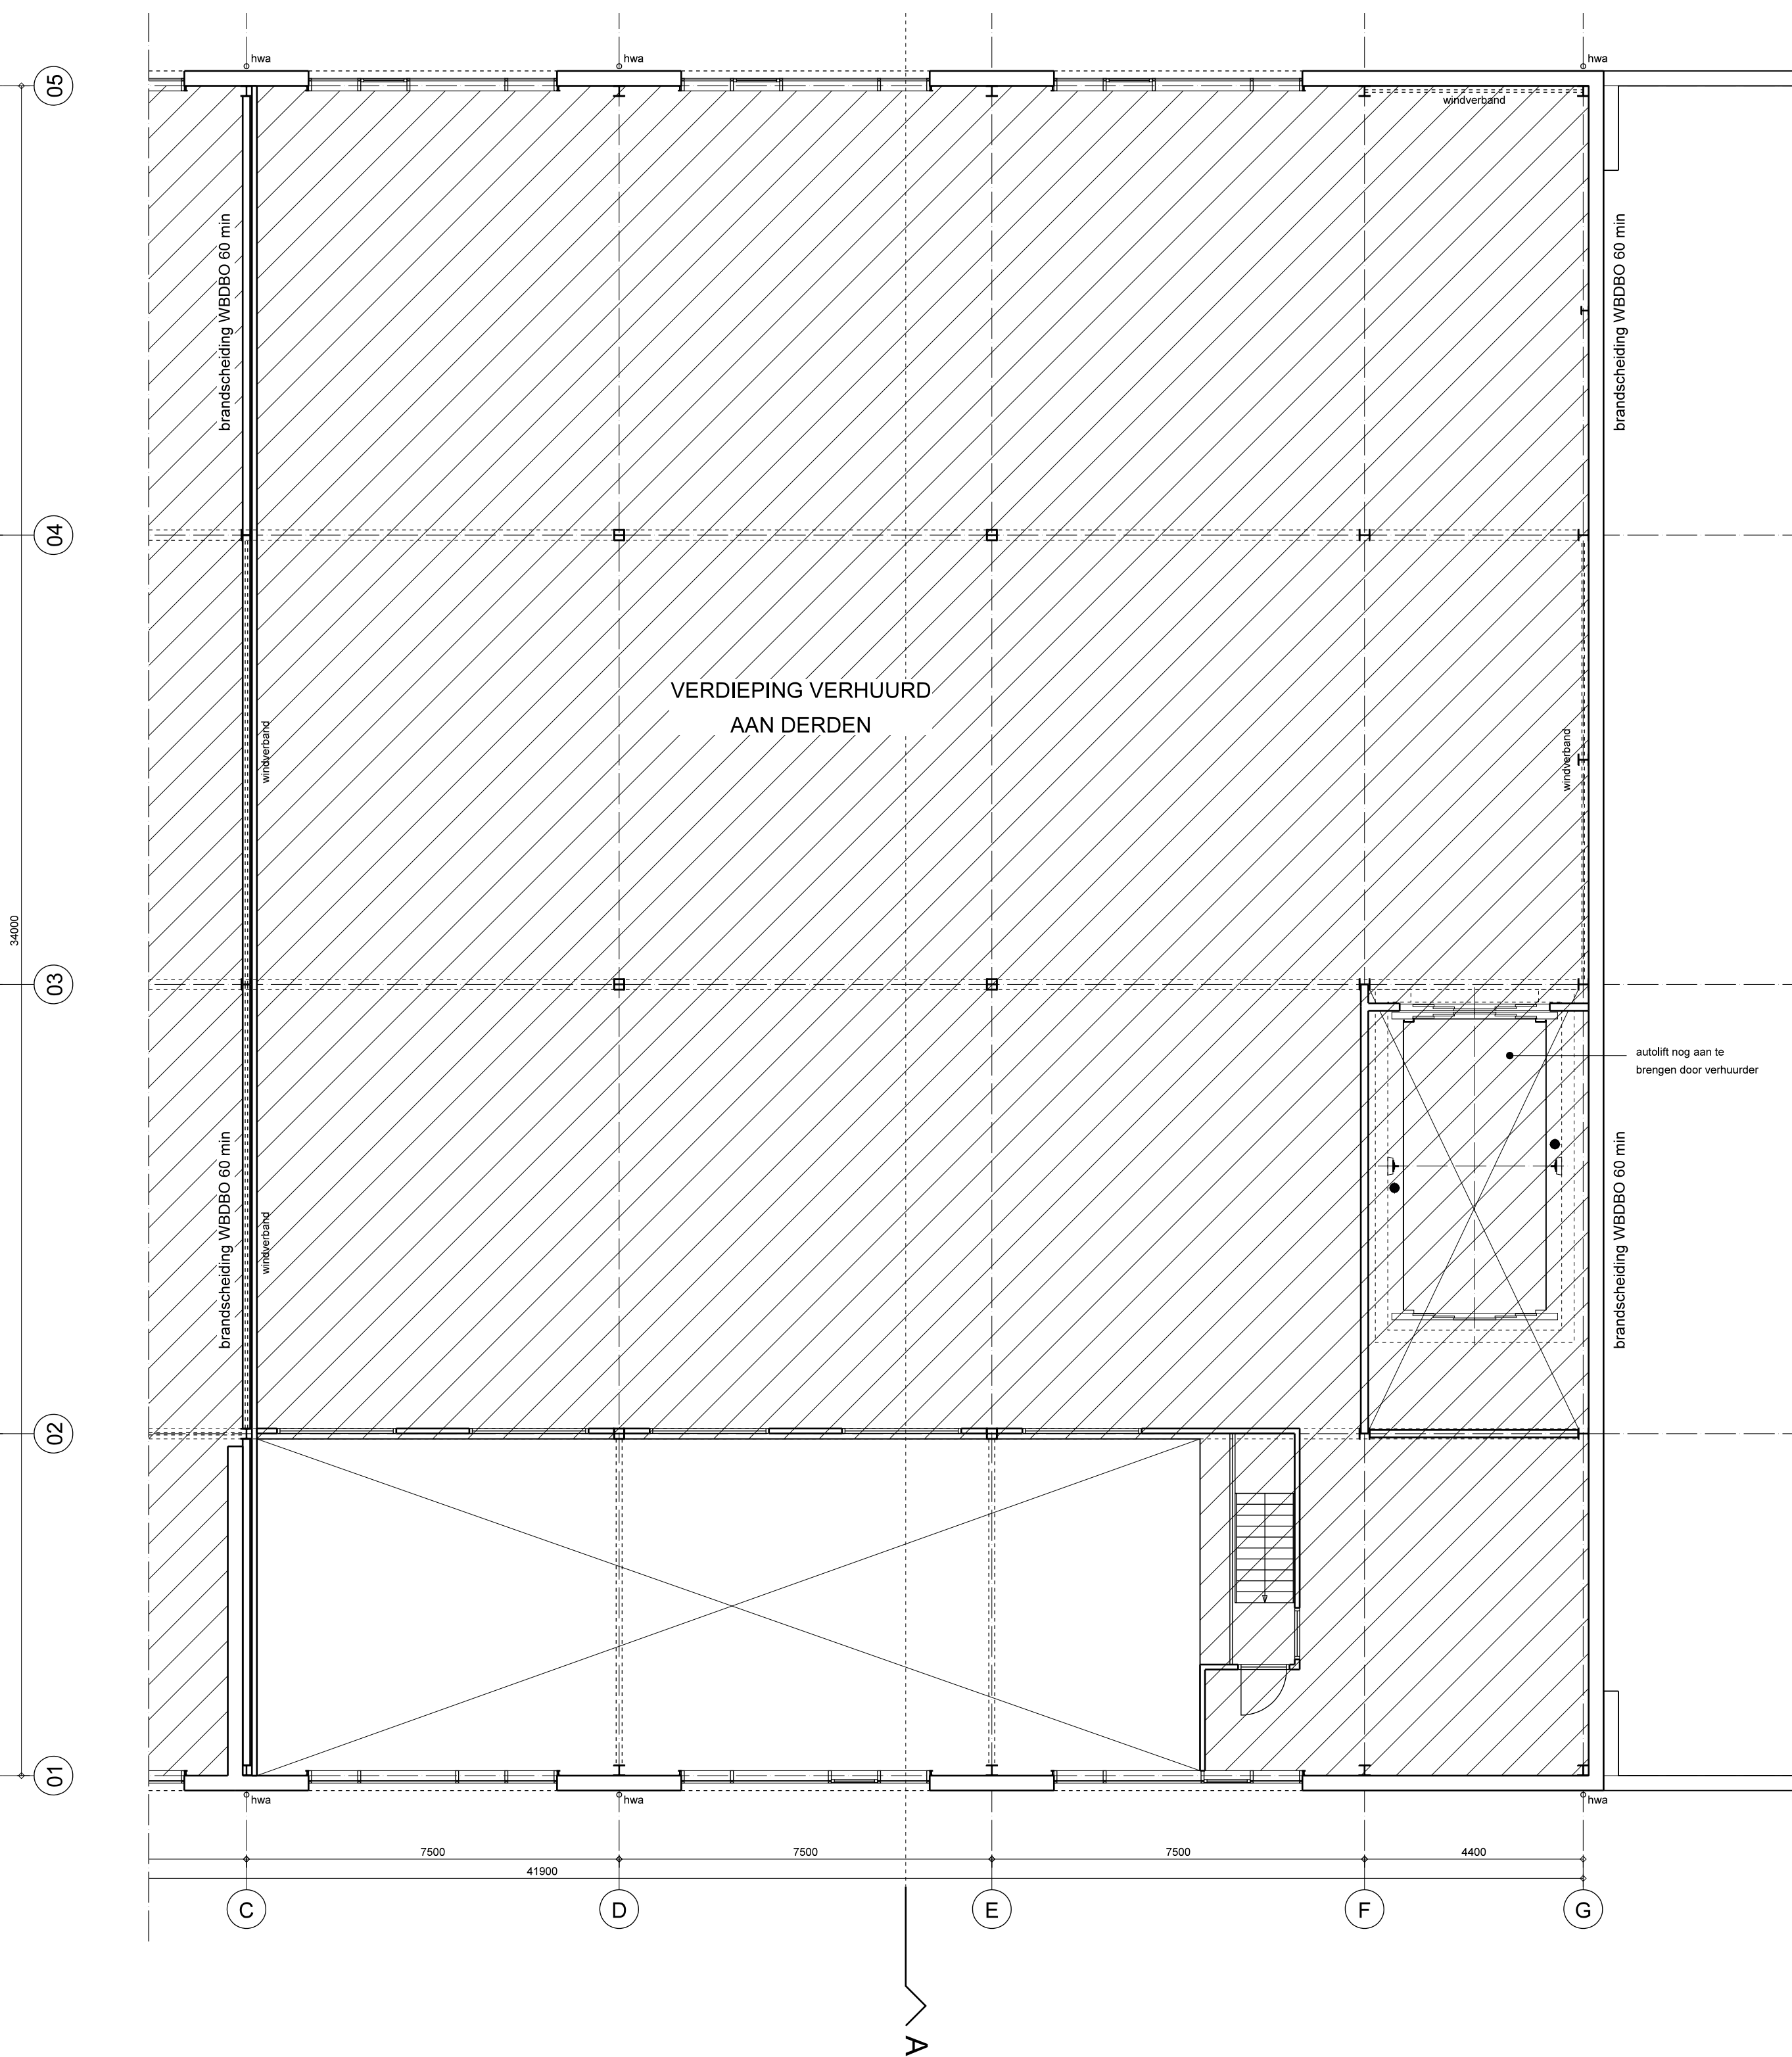 hwa
hwa
hwa
05
windverband
brandscheiding WBDBO 60 min
brandscheiding WBDBO 60 min
04
VERDIEPING VERHUURD
AAN DERDEN
windverband
windverband
34000
03
autolift nog aan te
brengen door verhuurder
brandscheiding WBDBO 60 min
windverband
brandscheiding WBDBO 60 min
02
01
hwa
hwa
hwa
7500
7500
7500
4400
41900
C
D
E
F
G
A